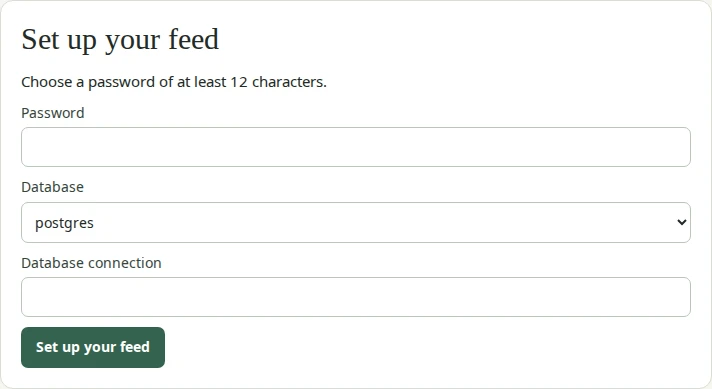 Set up your feed
Choose a password of at least 12 characters.
Password
Database
postgres
Database connection
Set up your feed